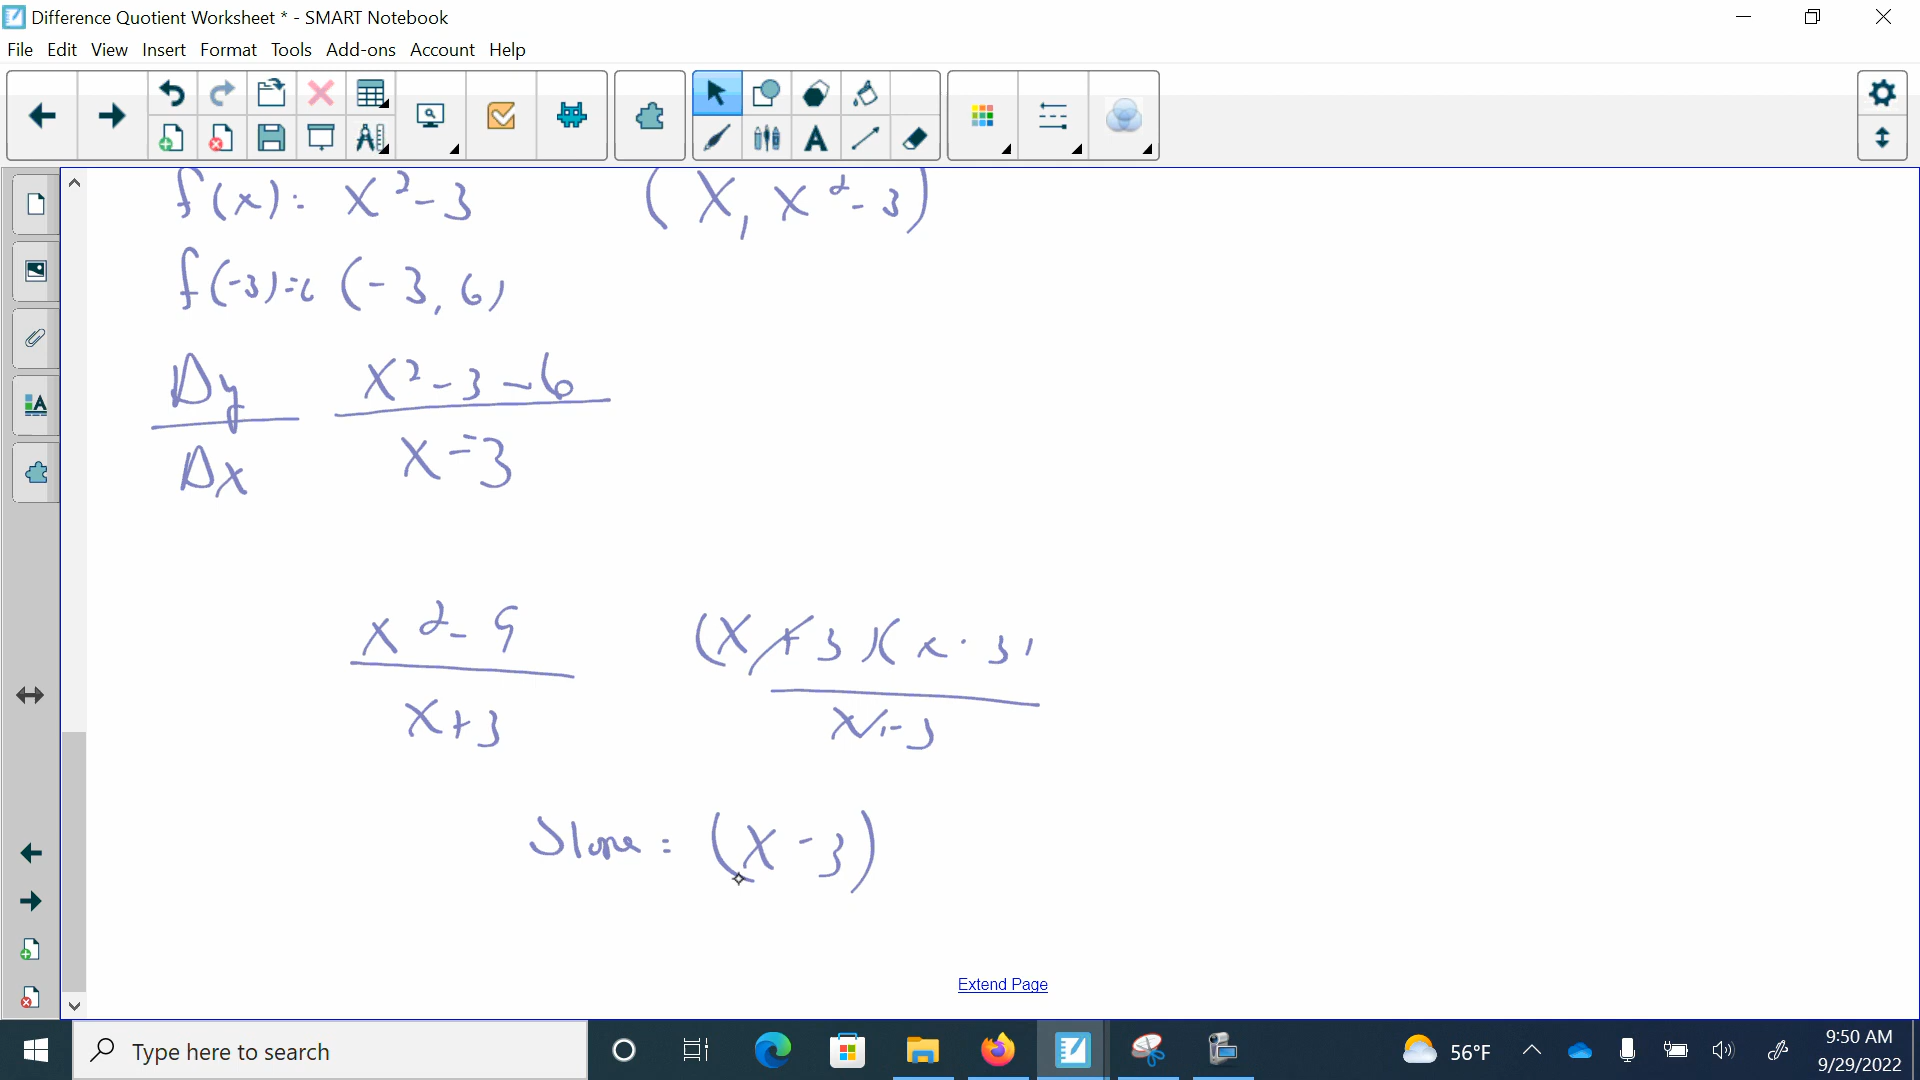 Difference Quotient Worksheet * - SMART Notebook
File Edit View Insert Format Tools Add-ons Account Help
f(x): x²-3 (x, x²-3)
f(-3)=6 (-3, 6)
Δy x²-3-6
Δx x--3
x²-9 (x+3)(x-3)
x+3 x+3
Slope: (x-3)
Extend Page
Type here to search
56°F
9:50 AM
9/29/2022